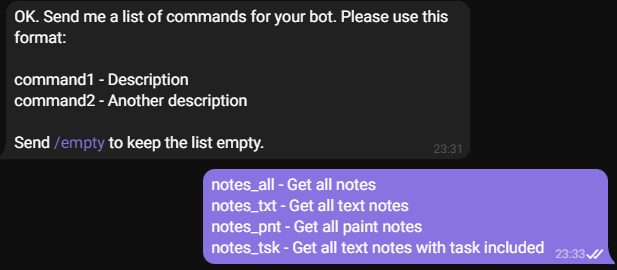 OK. Send me a list of commands for your bot. Please use this
format:
command1 - Description
command2 - Another description
Send /empty to keep the list empty.
23:31
notes_all - Get all notes
notes_txt - Get all text notes
notes_pnt - Get all paint notes
notes_tsk - Get all text notes with task included
23:33